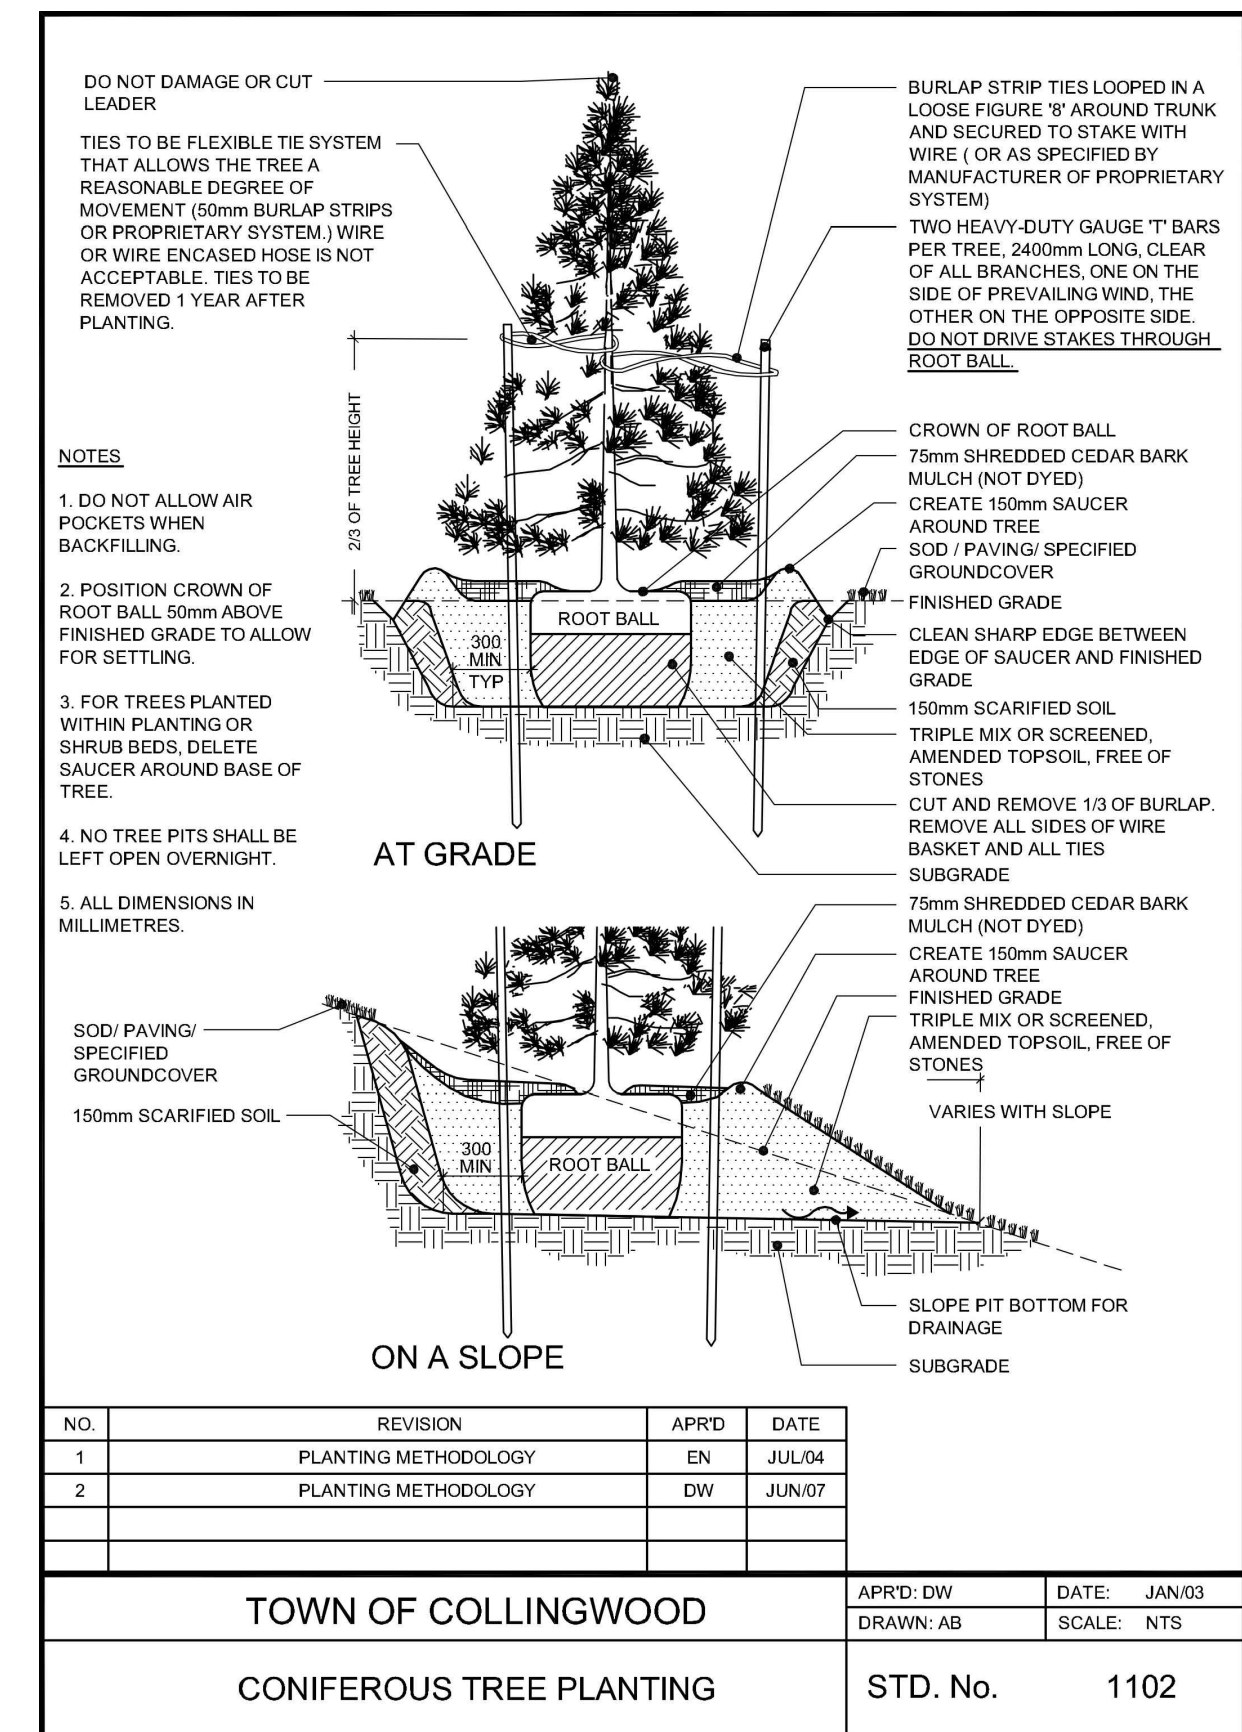 DO NOT DAMAGE OR CUT
LEADER
TIES TO BE FLEXIBLE TIE SYSTEM
THAT ALLOWS THE TREE A
REASONABLE DEGREE OF
MOVEMENT (50mm BURLAP STRIPS
OR PROPRIETARY SYSTEM.) WIRE
OR WIRE ENCASED HOSE IS NOT
ACCEPTABLE. TIES TO BE
REMOVED 1 YEAR AFTER
PLANTING.
BURLAP STRIP TIES LOOPED IN A
LOOSE FIGURE '8' AROUND TRUNK
AND SECURED TO STAKE WITH
WIRE ( OR AS SPECIFIED BY
MANUFACTURER OF PROPRIETARY
SYSTEM)
TWO HEAVY-DUTY GAUGE 'T' BARS
PER TREE, 2400mm LONG, CLEAR
OF ALL BRANCHES, ONE ON THE
SIDE OF PREVAILING WIND, THE
OTHER ON THE OPPOSITE SIDE.
DO NOT DRIVE STAKES THROUGH
ROOT BALL.
2/3 OF TREE HEIGHT
NOTES
1. DO NOT ALLOW AIR
POCKETS WHEN
BACKFILLING.
2. POSITION CROWN OF
ROOT BALL 50mm ABOVE
FINISHED GRADE TO ALLOW
FOR SETTLING.
3. FOR TREES PLANTED
WITHIN PLANTING OR
SHRUB BEDS, DELETE
SAUCER AROUND BASE OF
TREE.
4. NO TREE PITS SHALL BE
LEFT OPEN OVERNIGHT.
5. ALL DIMENSIONS IN
MILLIMETRES.
CROWN OF ROOT BALL
75mm SHREDDED CEDAR BARK
MULCH (NOT DYED)
CREATE 150mm SAUCER
AROUND TREE
SOD / PAVING/ SPECIFIED
GROUNDCOVER
FINISHED GRADE
CLEAN SHARP EDGE BETWEEN
EDGE OF SAUCER AND FINISHED
GRADE
150mm SCARIFIED SOIL
TRIPLE MIX OR SCREENED,
AMENDED TOPSOIL, FREE OF
STONES
CUT AND REMOVE 1/3 OF BURLAP.
REMOVE ALL SIDES OF WIRE
BASKET AND ALL TIES
SUBGRADE
ROOT BALL
300
MIN
TYP
AT GRADE
75mm SHREDDED CEDAR BARK
MULCH (NOT DYED)
CREATE 150mm SAUCER
AROUND TREE
FINISHED GRADE
TRIPLE MIX OR SCREENED,
AMENDED TOPSOIL, FREE OF
STONES
VARIES WITH SLOPE
SOD/ PAVING/
SPECIFIED
GROUNDCOVER
150mm SCARIFIED SOIL
300
MIN
ROOT BALL
SLOPE PIT BOTTOM FOR
DRAINAGE
SUBGRADE
ON A SLOPE
NO. REVISION APR'D DATE
1 PLANTING METHODOLOGY EN JUL/04
2 PLANTING METHODOLOGY DW JUN/07
TOWN OF COLLINGWOOD
APR'D: DW DATE: JAN/03
DRAWN: AB SCALE: NTS
CONIFEROUS TREE PLANTING
STD. No. 1102